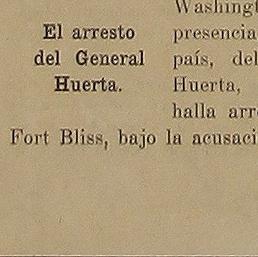 Washingt
El arresto
del General
Huerta.
presencia
país, del
Huerta,
halla arr
Fort Bliss, bajo la acusaci